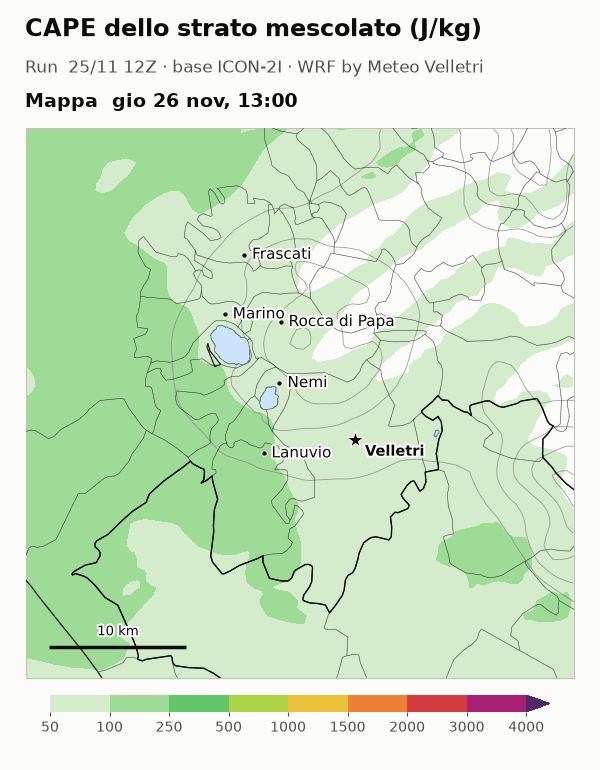 CAPE dello strato mescolato (J/kg)
Run  25/11 12Z · base ICON-2I · WRF by Meteo Velletri
Mappa  gio 26 nov, 13:00
Frascati
Marino
Rocca di Papa
Nemi
Velletri
Lanuvio
10 km
50 100 250 500 1000 1500 2000 3000 4000